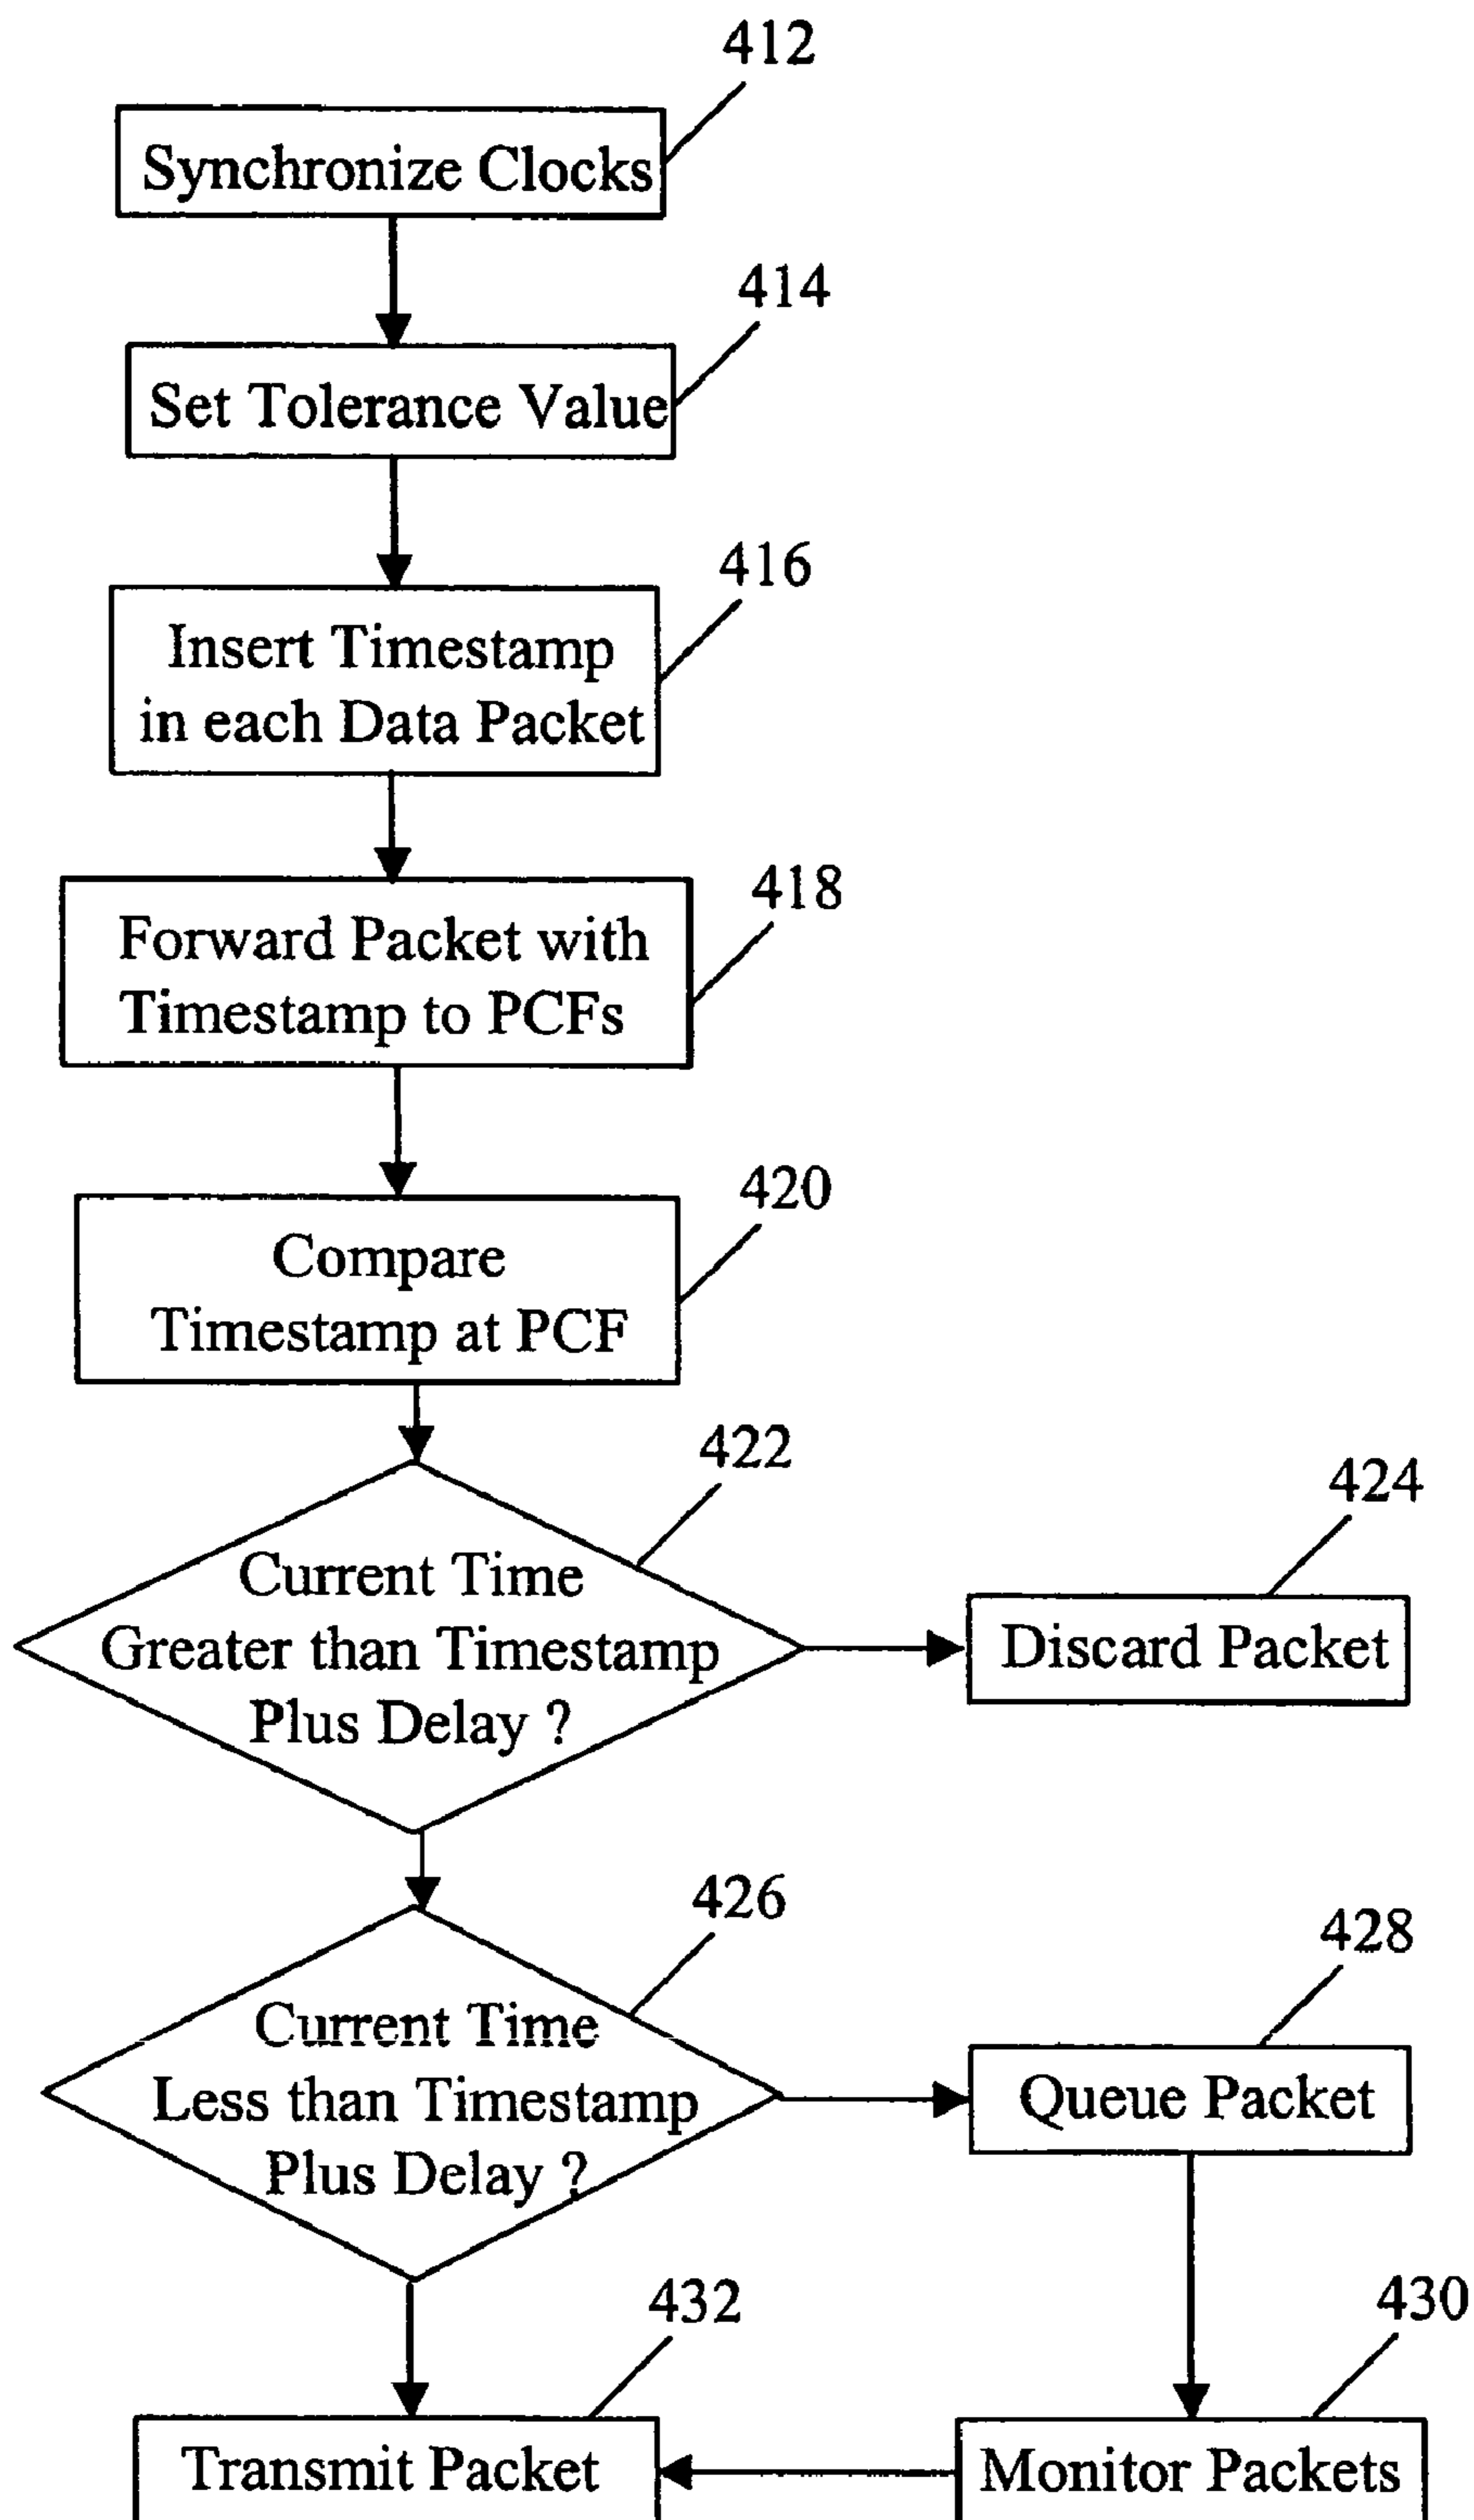 412
Synchronize Clocks
414
Set Tolerance Value
416
Insert Timestamp
in each Data Packet
418
Forward Packet with
Timestamp to PCFs
420
Compare
Timestamp at PCF
422
Current Time
Greater than Timestamp
Plus Delay ?
424
Discard Packet
426
Current Time
Less than Timestamp
Plus Delay ?
428
Queue Packet
432
Transmit Packet
430
Monitor Packets